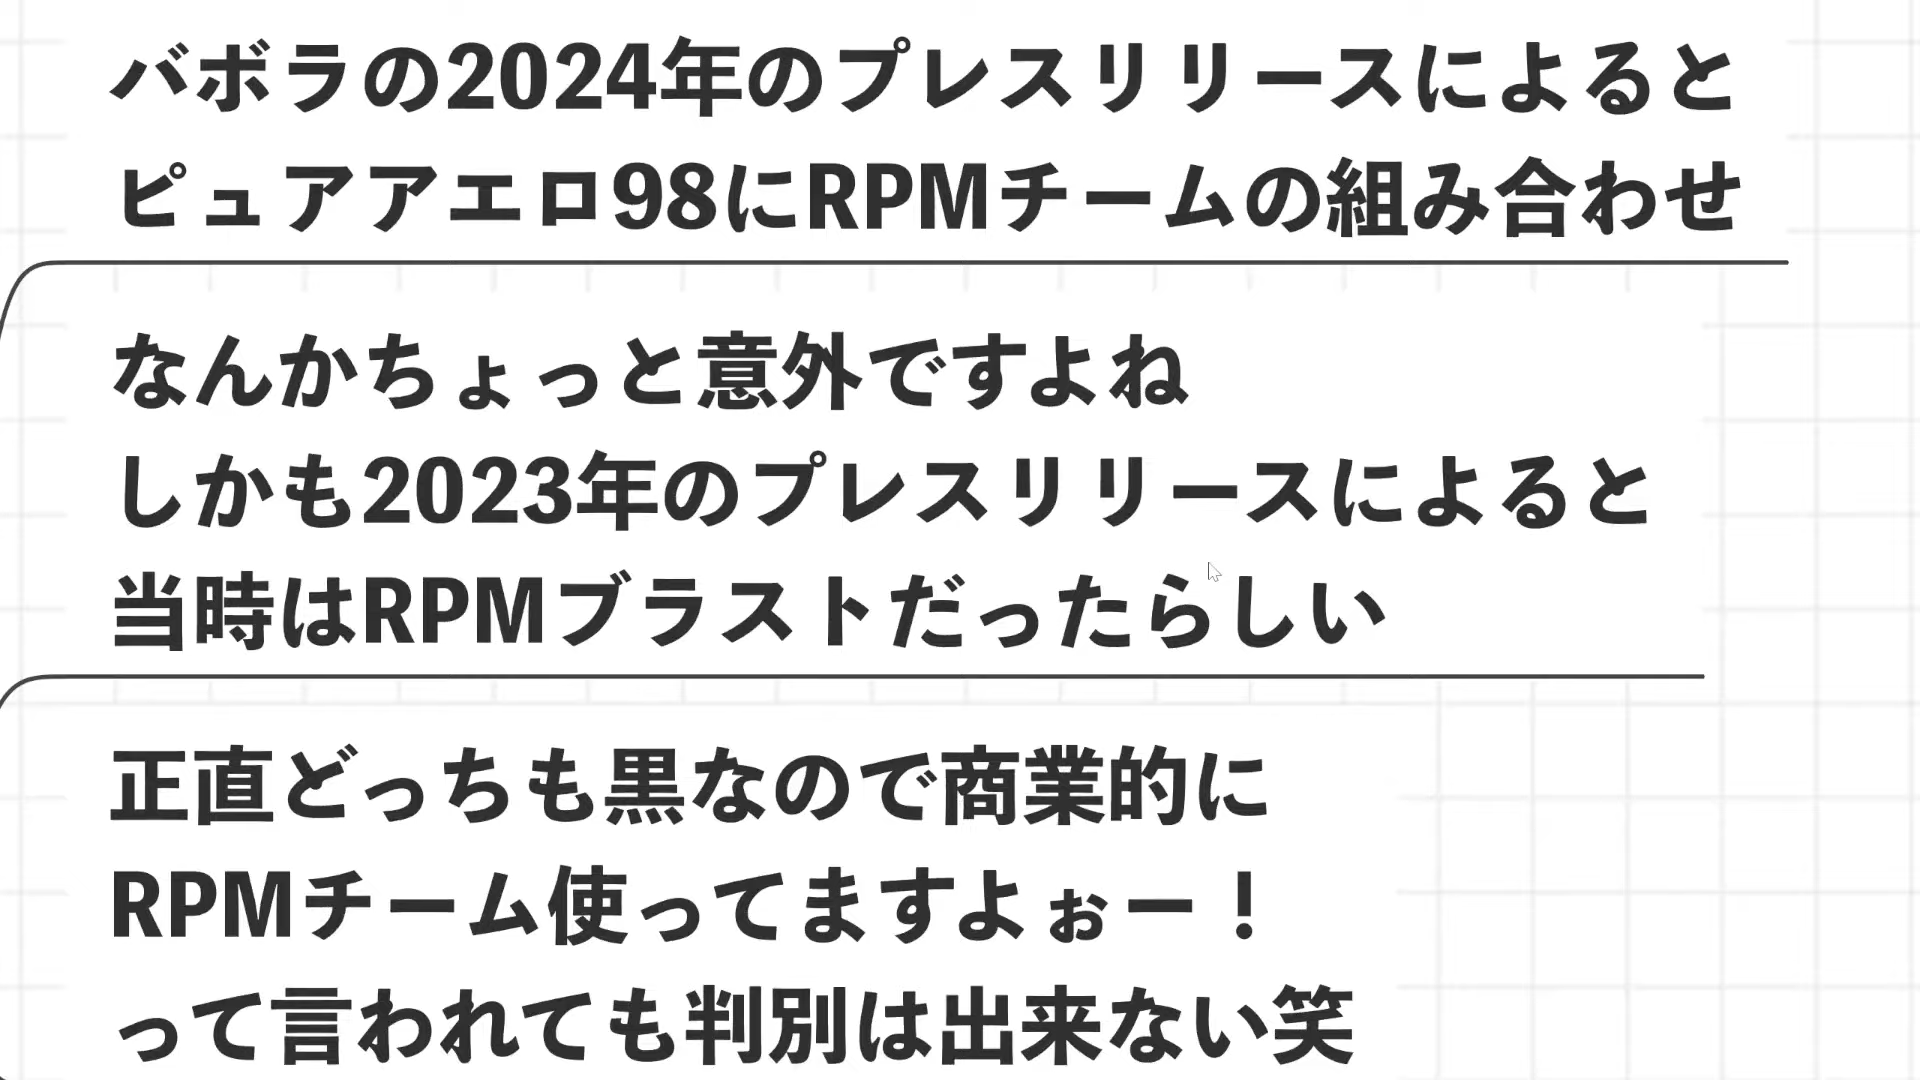 バボラの2024年のプレスリリースによると
ピュアアエロ98にRPMチームの組み合わせ
なんかちょっと意外ですよね
しかも2023年のプレスリリースによると
当時はRPMブラストだったらしい
正直どっちも黒なので商業的に
RPMチーム使ってますよぉー！
って言われても判別は出来ない笑